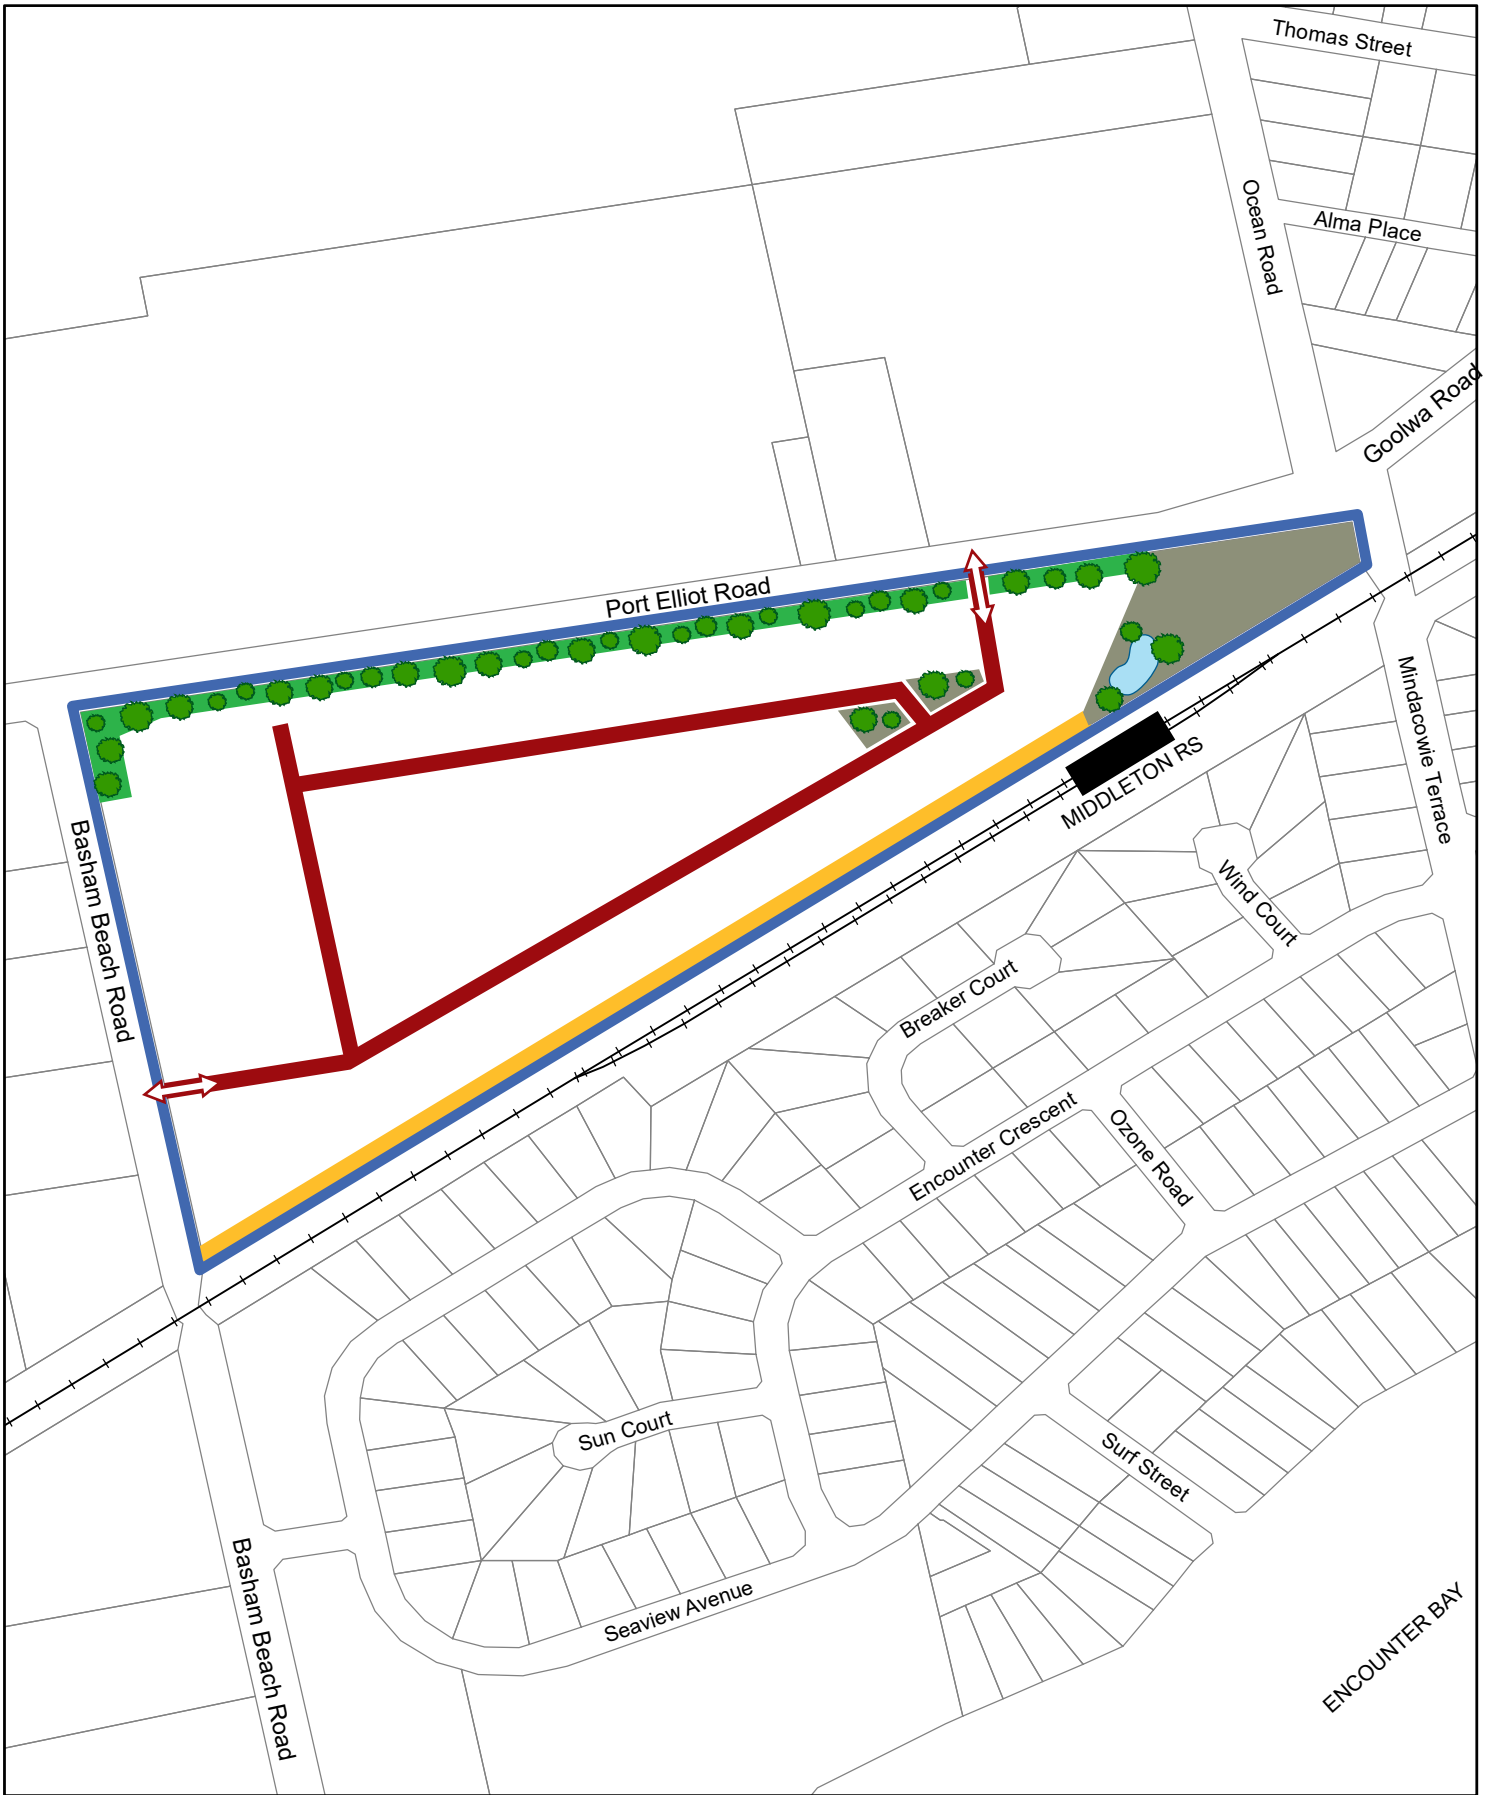 Thomas Street
Ocean Road
Alma Place
Goolwa Road
Port Elliot Road
Mindacowie Terrace
MIDDLETON RS
Basham Beach Road
Wind Court
Breaker Court
Encounter Crescent
Ozone Road
Sun Court
Surf Street
Seaview Avenue
Basham Beach Road
ENCOUNTER BAY